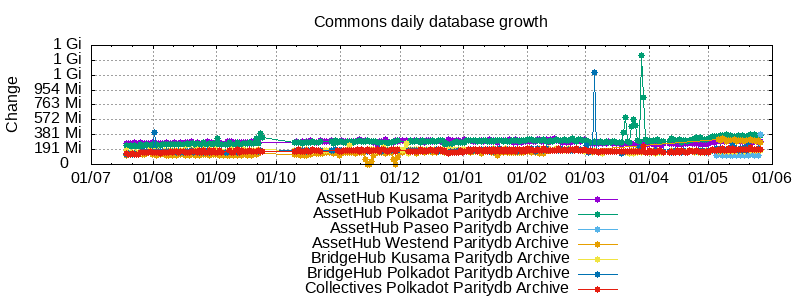 Commons daily database growth
Change
1 Gi
1 Gi
1 Gi
954 Mi
763 Mi
572 Mi
381 Mi
191 Mi
0
01/07 01/08 01/09 01/10 01/11 01/12 01/01 01/02 01/03 01/04 01/05 01/06
AssetHub Kusama Paritydb Archive
AssetHub Polkadot Paritydb Archive
AssetHub Paseo Paritydb Archive
AssetHub Westend Paritydb Archive
BridgeHub Kusama Paritydb Archive
BridgeHub Polkadot Paritydb Archive
Collectives Polkadot Paritydb Archive